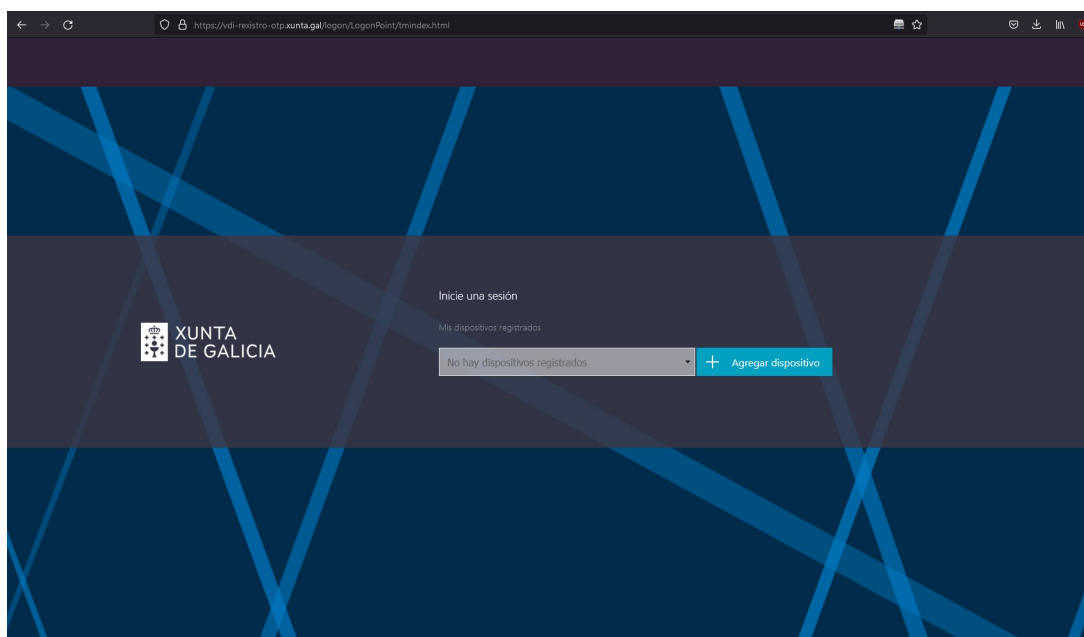 https://vdi-rexistro-otp.xunta.gal/logon/LogonPoint/tmindex.html
Inicie una sesión
Mis dispositivos registrados
XUNTA
DE GALICIA
No hay dispositivos registrados
+ Agregar dispositivo